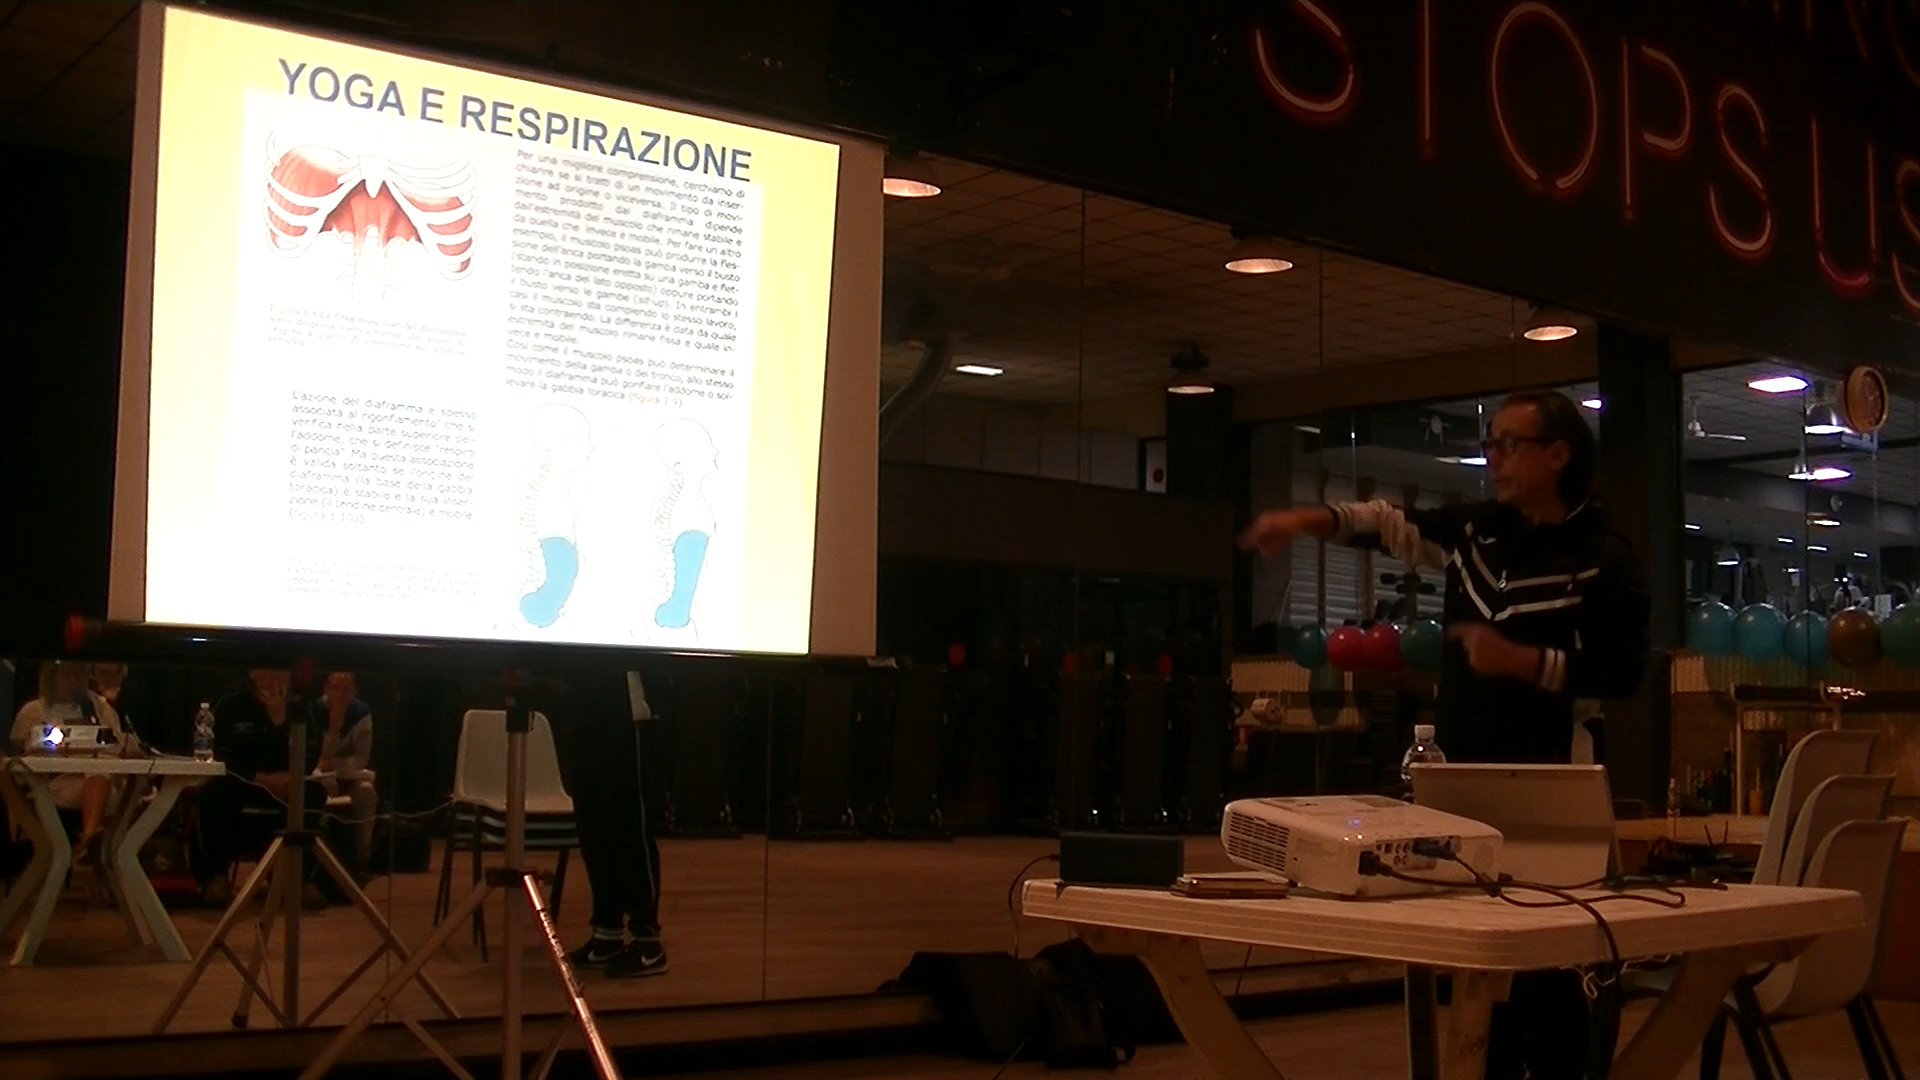 STOPS US
YOGA E RESPIRAZIONE
Per una migliore comprensione, cerchiamo di
chiarire se si tratti di un movimento da inser-
zione ad origine o viceversa. Il tipo di movi-
mento prodotto dal diaframma dipende
dall'estremità del muscolo che rimane stabile e
da quella che invece è mobile. Per fare un altro
esempio, il muscolo psoas può produrre la fles-
sione dell'anca portando la gamba verso il busto
(stando in posizione eretta su una gamba e flet-
tendo l'anca del lato opposto) oppure portando
il busto verso le gambe (sit-up). In entrambi i
casi il muscolo sta compiendo lo stesso lavoro,
si sta contraendo. La differenza è data da quale
estremità del muscolo rimane fissa e quale in-
vece è mobile.
Così come il muscolo psoas può determinare il
movimento della gamba o del tronco, allo stesso
modo il diaframma può gonfiare l'addome o sol-
levare la gabbia toracica (figura 1.9).
L'azione del diaframma è spesso
associata al rigonfiamento che si
verifica nella parte superiore del-
l'addome, che si definisce "respiro
di pancia". Ma questa associazione
è valida soltanto se l'origine del
diaframma (la base della gabbia
toracica) è stabile e la sua inser-
zione (il tendine centrale) è mobile
(figura 1.10a).